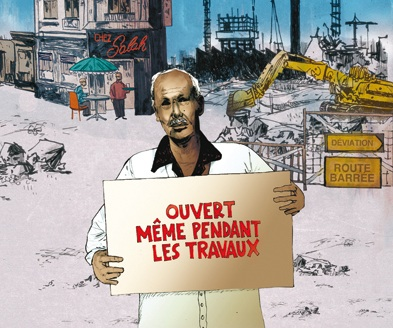 CHEZ
Salah
DÉVIATION
ROUTE
BARRÉE
OUVERT
MÊME PENDANT
LES TRAVAUX